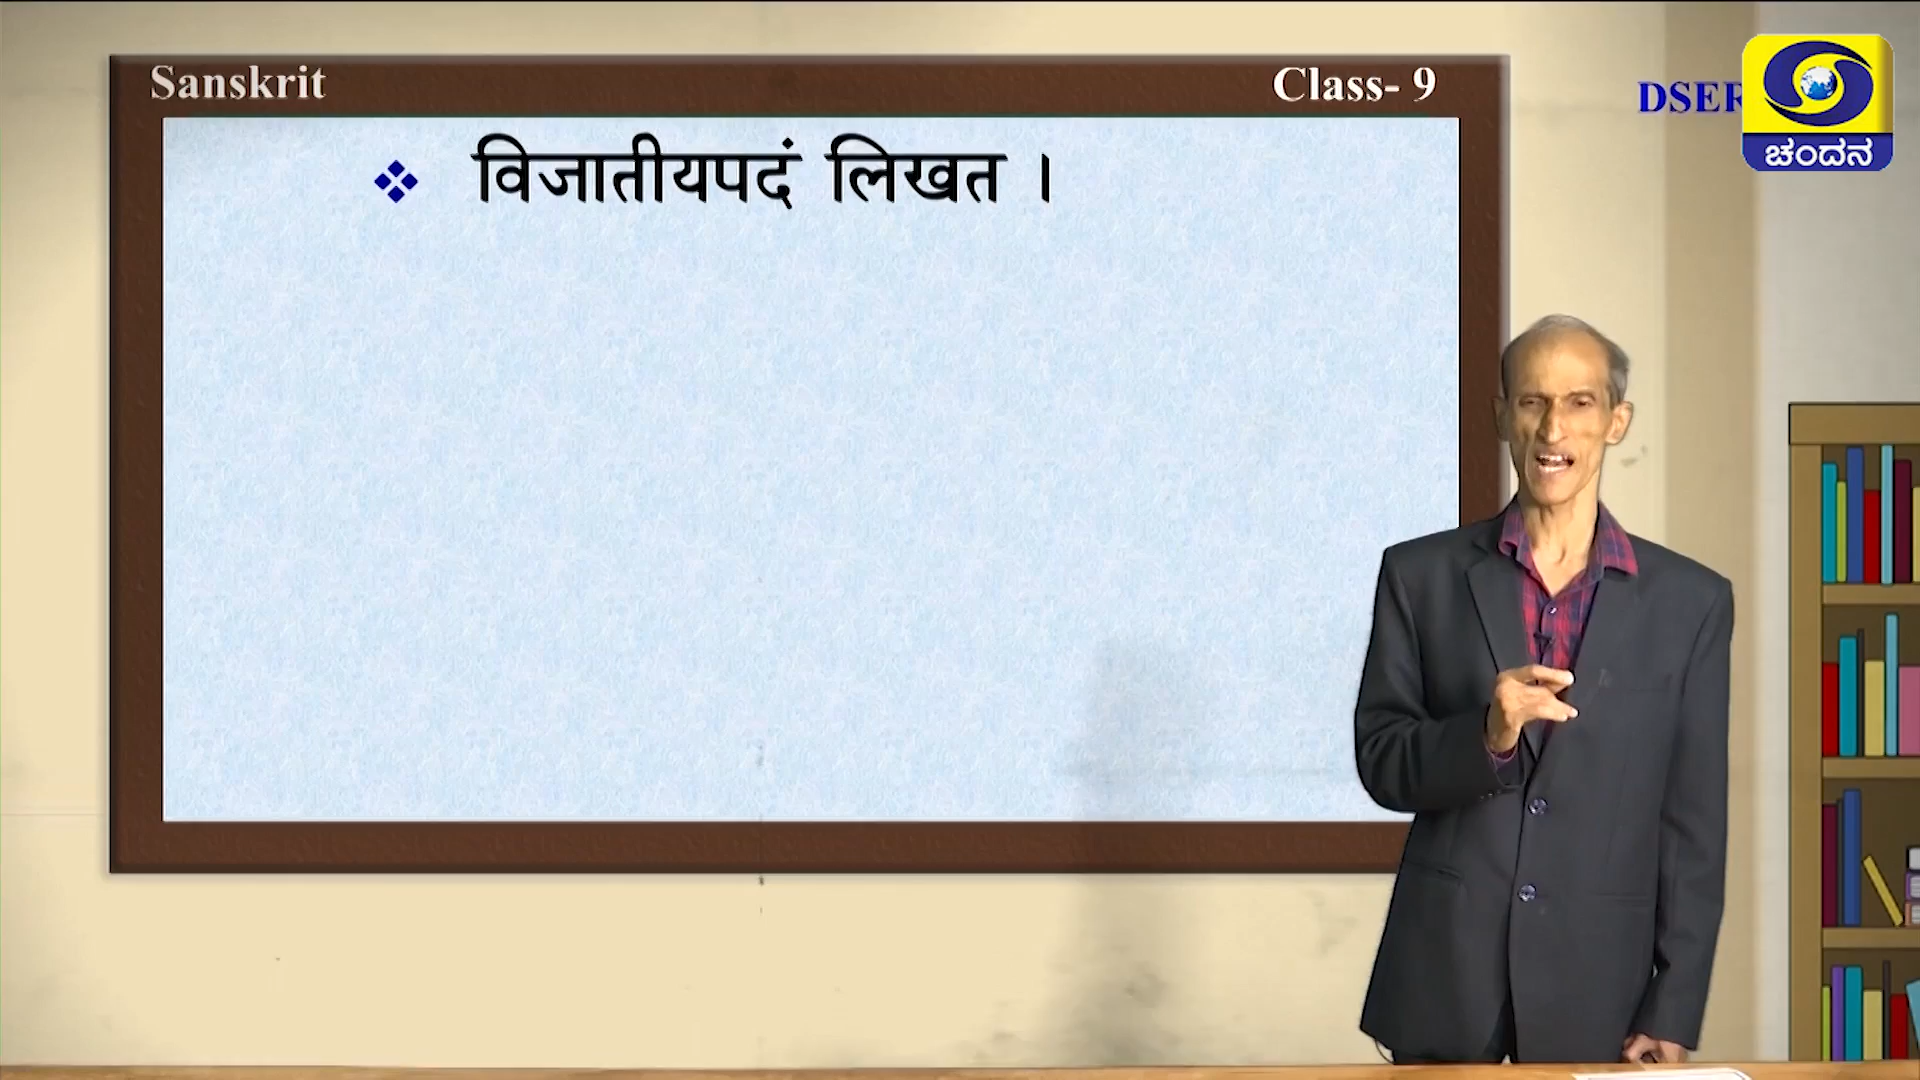 Sanskrit
Class- 9
❖ विजातीयपदं लिखत ।
DSER
ಚಂದನ